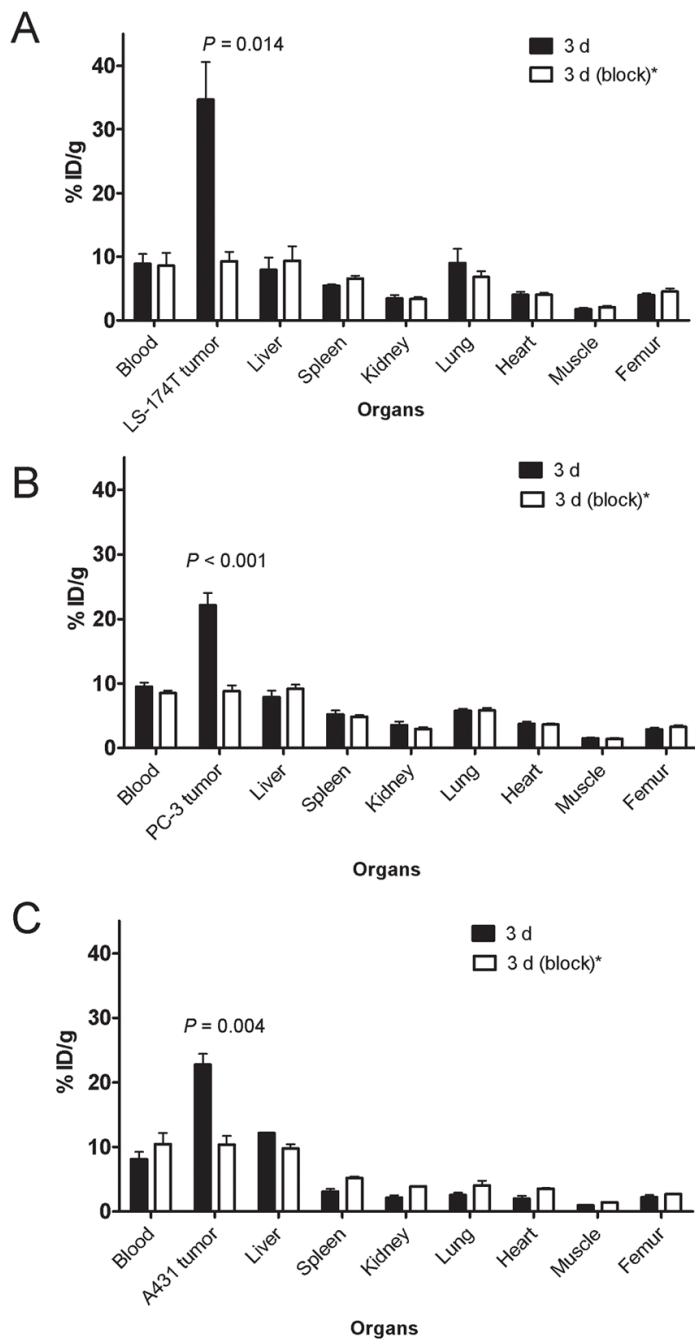 A
P = 0.014
3 d
3 d (block)*
% ID/g
40
30
20
10
0
Blood
LS-174T tumor
Liver
Spleen
Kidney
Lung
Heart
Muscle
Femur
Organs
B
P < 0.001
3 d
3 d (block)*
% ID/g
40
30
20
10
0
Blood
PC-3 tumor
Liver
Spleen
Kidney
Lung
Heart
Muscle
Femur
Organs
C
P = 0.004
3 d
3 d (block)*
% ID/g
40
30
20
10
0
Blood
A431 tumor
Liver
Spleen
Kidney
Lung
Heart
Muscle
Femur
Organs